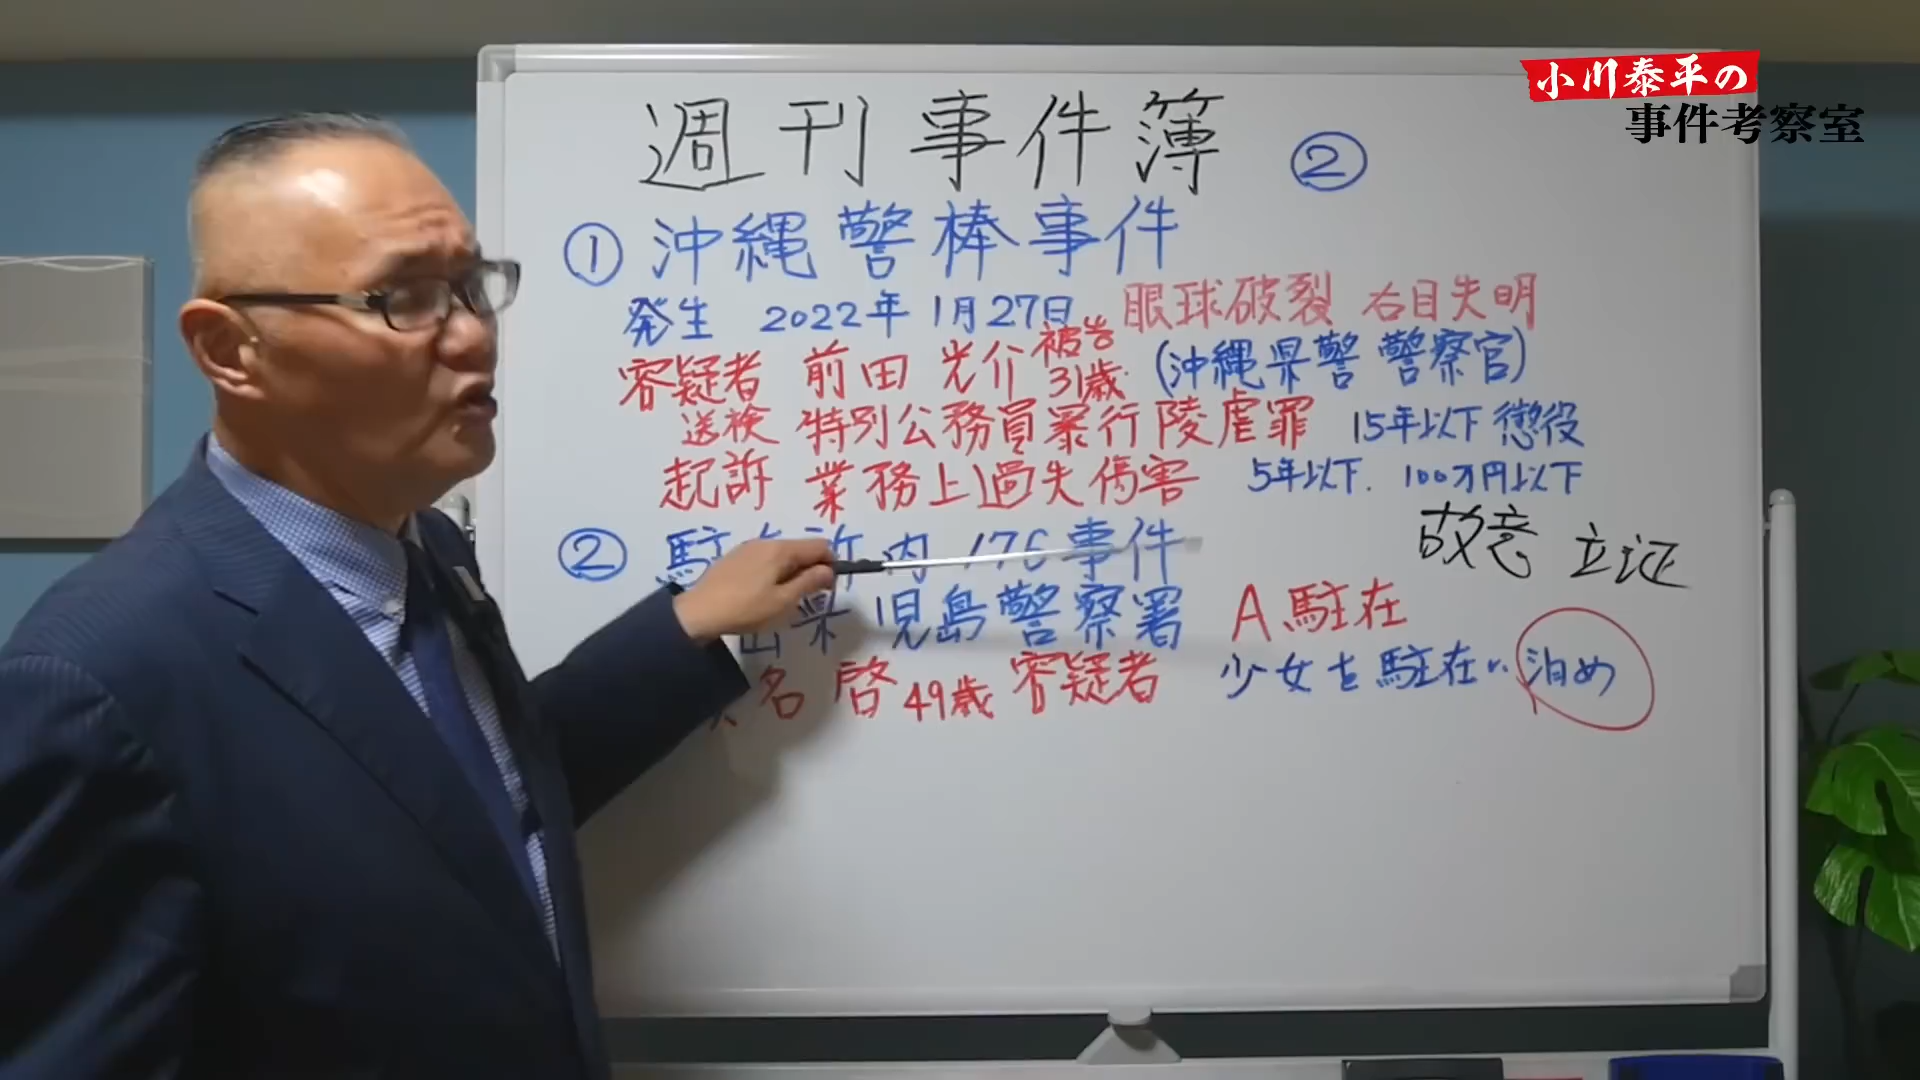 小川泰平の
事件考察室
週刊事件簿 ②
① 沖縄警棒事件
発生 2022年1月27日 眼球破裂 右目失明
容疑者 前田光介 被告 31歳 (沖縄県警 警察官)
送検 特別公務員暴行陵虐罪 15年以下 懲役
起訴 業務上過失傷害 5年以下. 100万円以下
故意 立证
② 駐 内 176事件
山県 児島警察署 A駐在
名 啓 49歳 容疑者 少女を駐在に泊め